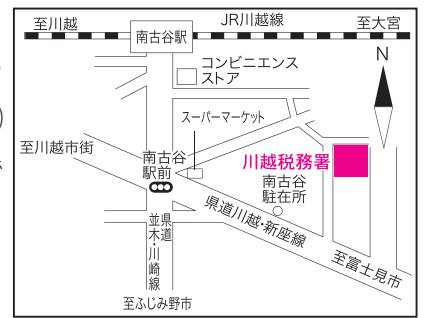 至川越
JR川越線
至大宮
南古谷駅
N
コンビニエンス
ストア
スーパーマーケット
至川越市街
南古谷
駅前
川越税務署
南古谷
駐在所
県道川越・新座線
至富士見市
県道
並木川崎線
至ふじみ野市